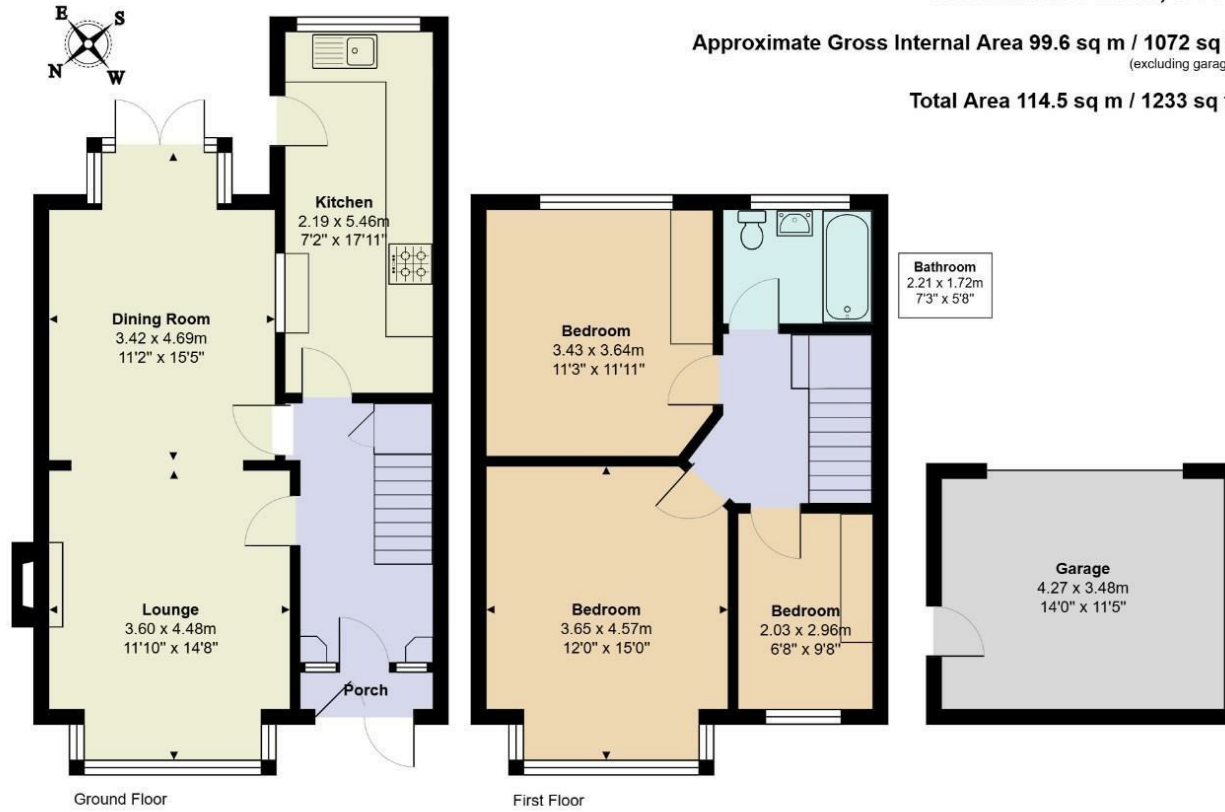 E
S
N
W
Approximate Gross Internal Area 99.6 sq m / 1072 sq
(excluding garag
Total Area 114.5 sq m / 1233 sq
Kitchen
2.19 x 5.46m
7'2" x 17'11"
Dining Room
3.42 x 4.69m
11'2" x 15'5"
Lounge
3.60 x 4.48m
11'10" x 14'8"
Porch
Ground Floor
Bedroom
3.43 x 3.64m
11'3" x 11'11"
Bathroom
2.21 x 1.72m
7'3" x 5'8"
Bedroom
3.65 x 4.57m
12'0" x 15'0"
Bedroom
2.03 x 2.96m
6'8" x 9'8"
First Floor
Garage
4.27 x 3.48m
14'0" x 11'5"